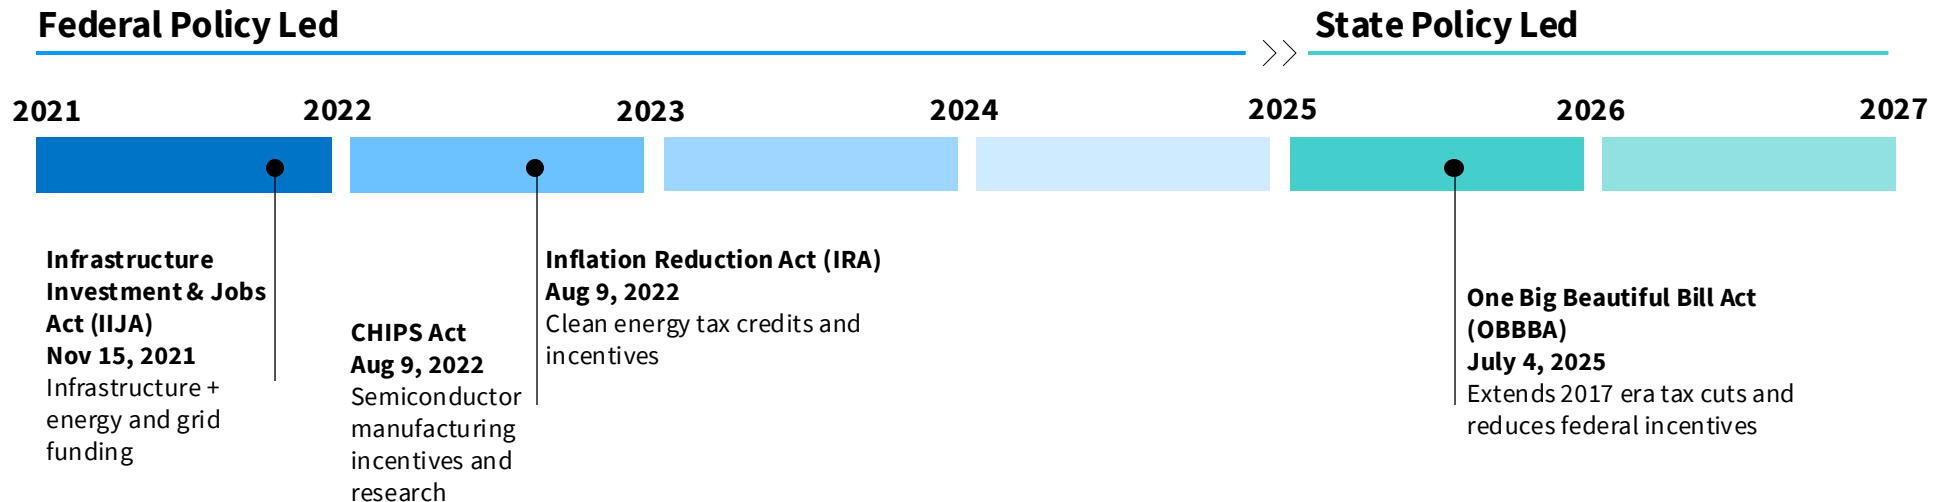 Federal Policy Led
State Policy Led
2021
2022
2023
2024
2025
2026
2027
Infrastructure
Investment & Jobs
Act (IIJA)
Nov 15, 2021
Infrastructure +
energy and grid
funding
CHIPS Act
Aug 9, 2022
Semiconductor
manufacturing
incentives and
research
Inflation Reduction Act (IRA)
Aug 9, 2022
Clean energy tax credits and
incentives
One Big Beautiful Bill Act
(OBBBA)
July 4, 2025
Extends 2017 era tax cuts and
reduces federal incentives